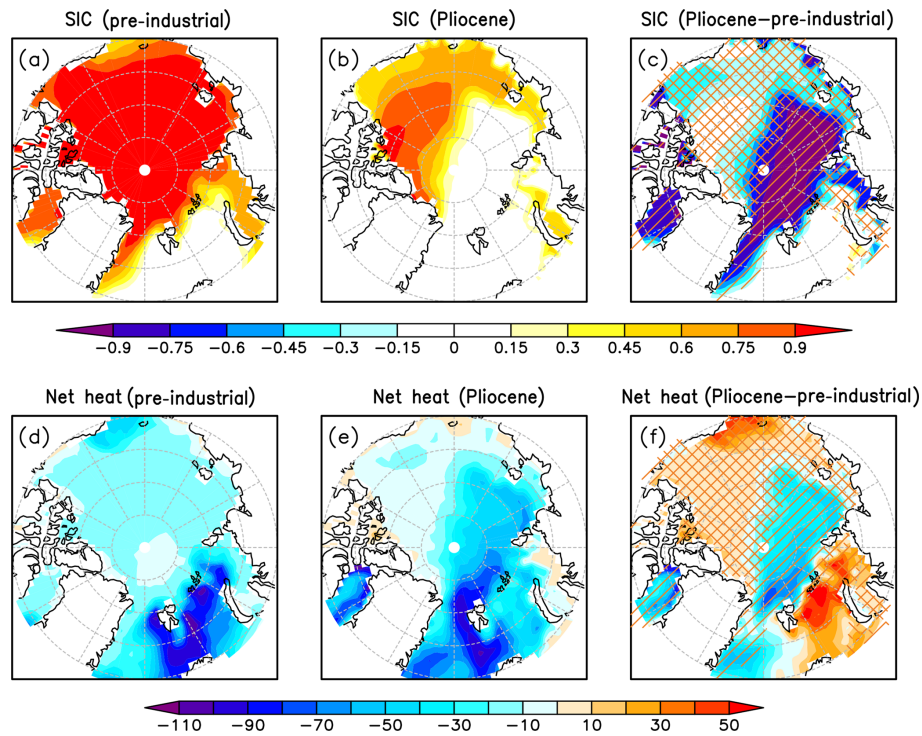 SIC (pre-industrial) SIC (Pliocene) SIC (Pliocene−pre-industrial)
(a) (b) (c)
−0.9 −0.75 −0.6 −0.45 −0.3 −0.15 0 0.15 0.3 0.45 0.6 0.75 0.9
Net heat (pre-industrial) Net heat (Pliocene) Net heat (Pliocene−pre-industrial)
(d) (e) (f)
−110 −90 −70 −50 −30 −10 10 30 50